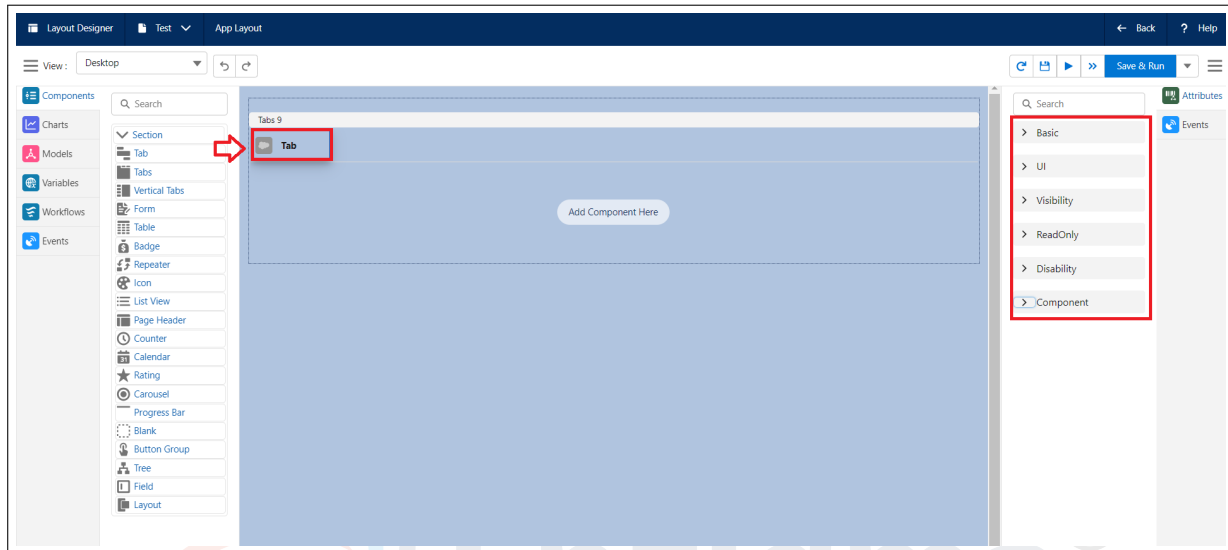 Layout Designer Test App Layout Back ? Help
View : Desktop Save & Run
Components
Charts
Models
Variables
Workflows
Events
Search
Section
Tab
Tabs
Vertical Tabs
Form
Table
Badge
Repeater
Icon
List View
Page Header
Counter
Calendar
Rating
Carousel
Progress Bar
Blank
Button Group
Tree
Field
Layout
Tabs 9
Tab
Add Component Here
Search
Basic
UI
Visibility
ReadOnly
Disability
Component
Attributes
Events